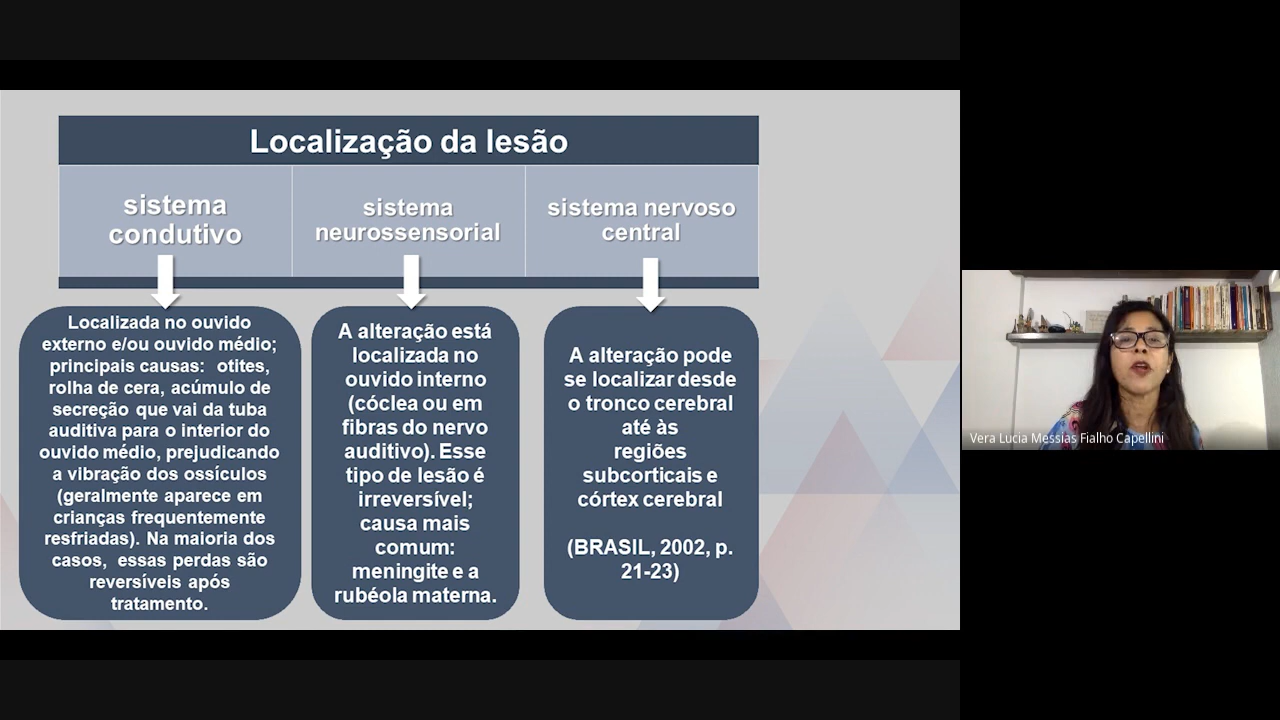 Localização da lesão
sistema
condutivo
sistema
neurossensorial
sistema nervoso
central
Localizada no ouvido
externo e/ou ouvido médio;
principais causas: otites,
rolha de cera, acúmulo de
secreção que vai da tuba
auditiva para o interior do
ouvido médio, prejudicando
a vibração dos ossículos
(geralmente aparece em
crianças frequentemente
resfriadas). Na maioria dos
casos, essas perdas são
reversíveis após
tratamento.
A alteração está
localizada no
ouvido interno
(cóclea ou em
fibras do nervo
auditivo). Esse
tipo de lesão é
irreversível;
causa mais
comum:
meningite e a
rubéola materna.
A alteração pode
se localizar desde
o tronco cerebral
até às
regiões
subcorticais e
córtex cerebral
(BRASIL, 2002, p.
21-23)
Vera Lucia Messias Fialho Capellini